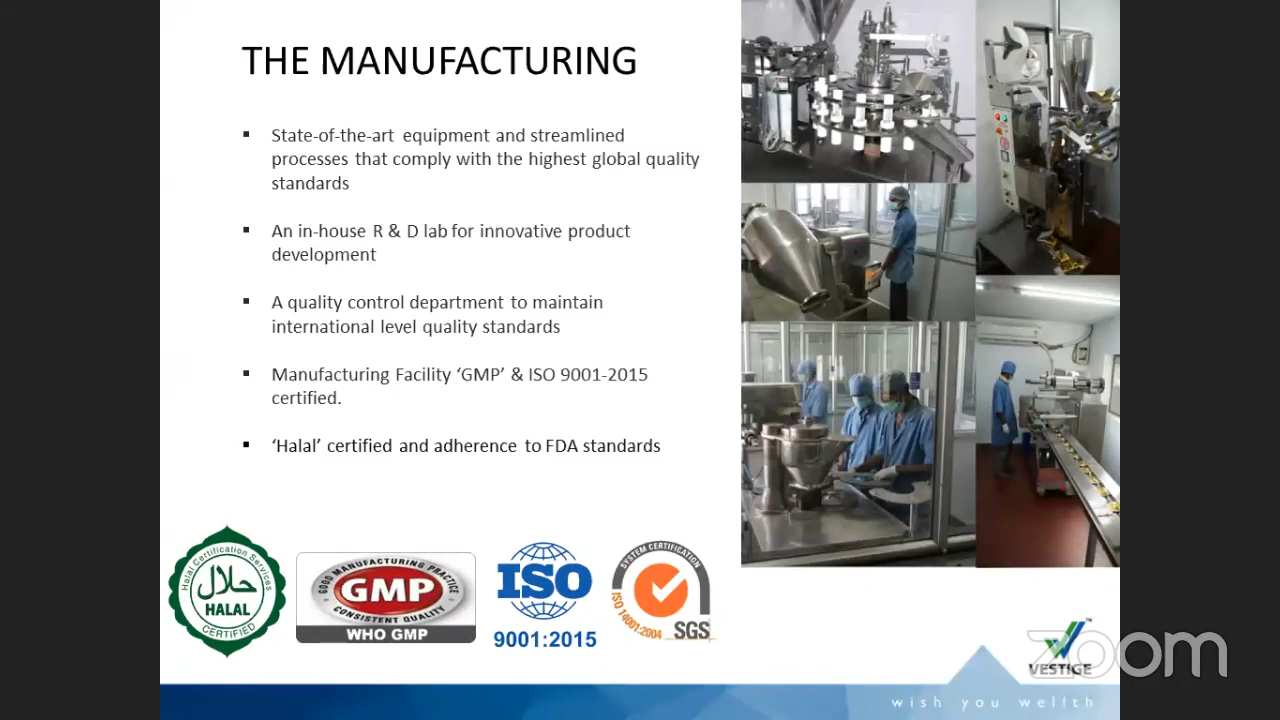 THE MANUFACTURING
▪ State-of-the-art equipment and streamlined
processes that comply with the highest global quality
standards
▪ An in-house R & D lab for innovative product
development
▪ A quality control department to maintain
international level quality standards
▪ Manufacturing Facility ‘GMP’ & ISO 9001-2015
certified.
▪ ‘Halal’ certified and adherence to FDA standards
Halal Certification Services
حلال
HALAL
CERTIFIED
GOOD MANUFACTURING PRACTICE
GMP
CONSISTENT QUALITY
WHO GMP
ISO
9001:2015
SYSTEM CERTIFICATION
ISO 14001:2004
SGS
VESTIGE
TM
zoom
wish you wellth